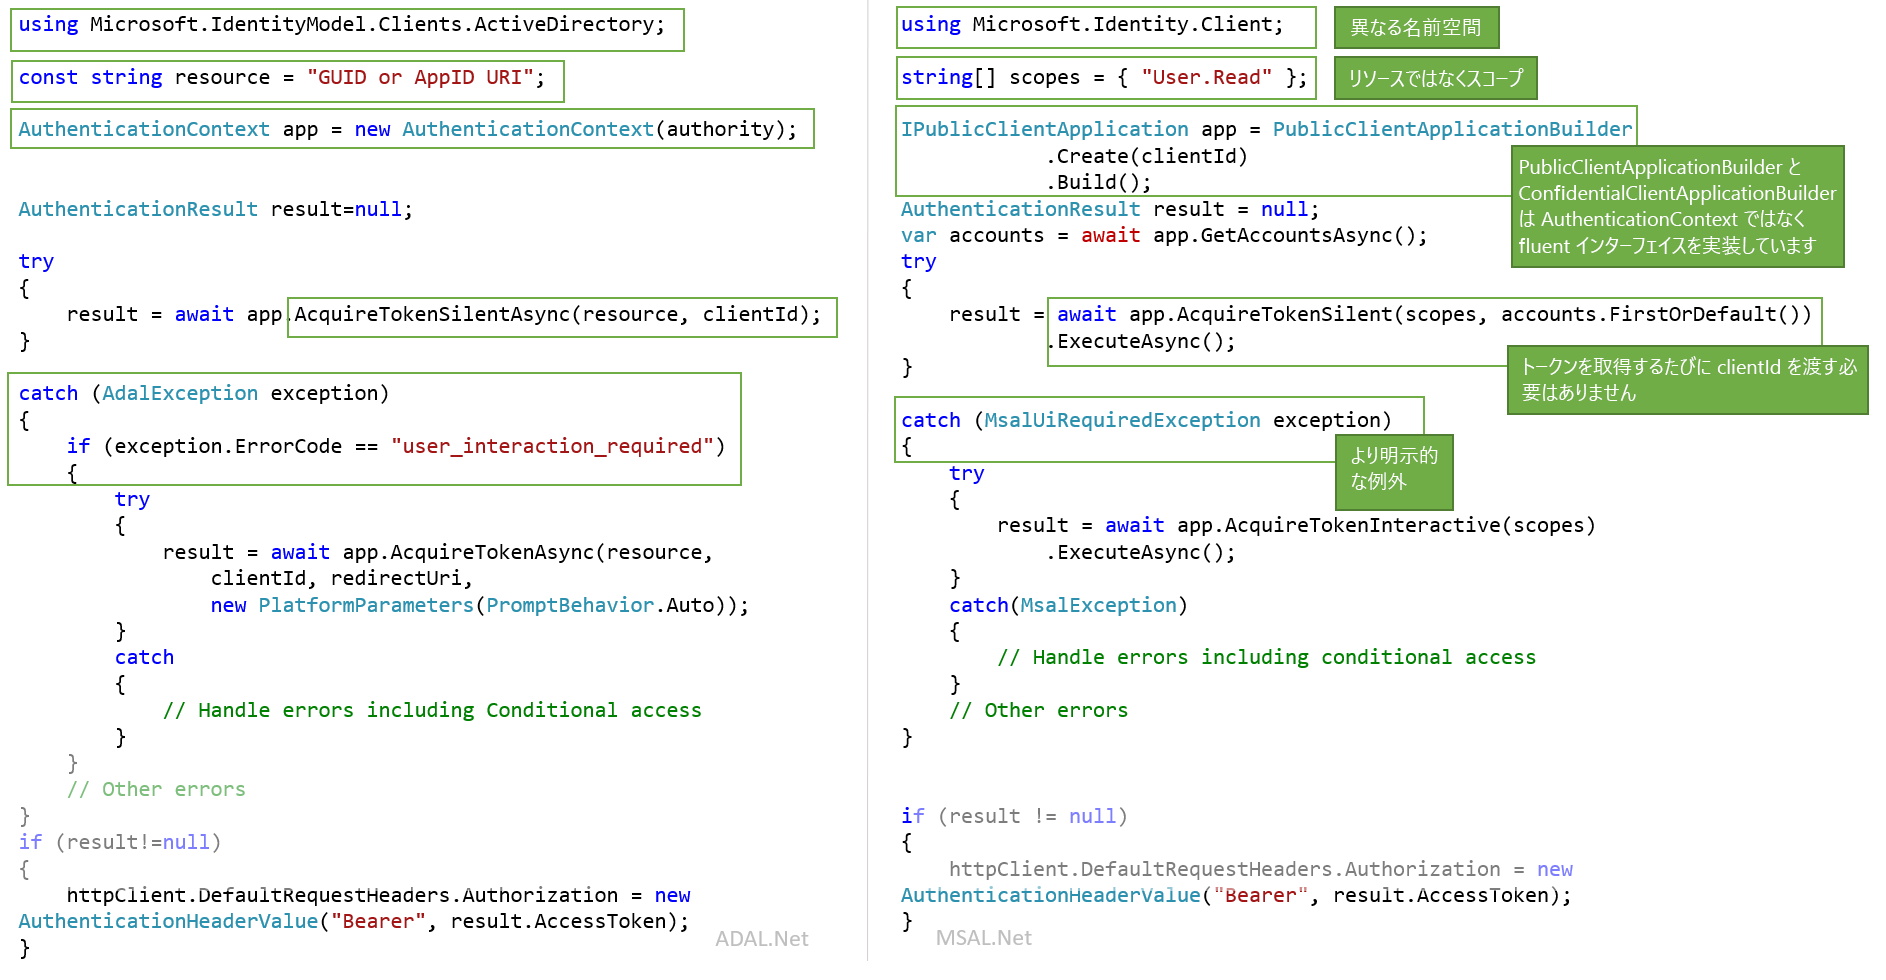 using Microsoft.IdentityModel.Clients.ActiveDirectory;
const string resource = "GUID or AppID URI";
AuthenticationContext app = new AuthenticationContext(authority);
AuthenticationResult result=null;
try
{
result = await app.AcquireTokenSilentAsync(resource, clientId);
}
catch (AdalException exception)
{
if (exception.ErrorCode == "user_interaction_required")
{
try
{
result = await app.AcquireTokenAsync(resource,
clientId, redirectUri,
new PlatformParameters(PromptBehavior.Auto));
}
catch
{
// Handle errors including Conditional access
}
}
// Other errors
}
if (result!=null)
{
httpClient.DefaultRequestHeaders.Authorization = new
AuthenticationHeaderValue("Bearer", result.AccessToken);
}
ADAL.Net
using Microsoft.Identity.Client;
異なる名前空間
string[] scopes = { "User.Read" };
リソースではなくスコープ
IPublicClientApplication app = PublicClientApplicationBuilder
.Create(clientId)
.Build();
PublicClientApplicationBuilder と
ConfidentialClientApplicationBuilder
は AuthenticationContext ではなく
fluent インターフェイスを実装しています
AuthenticationResult result = null;
var accounts = await app.GetAccountsAsync();
try
{
result = await app.AcquireTokenSilent(scopes, accounts.FirstOrDefault())
.ExecuteAsync();
}
トークンを取得するたびに clientId を渡す必
要はありません
catch (MsalUiRequiredException exception)
{
より明示的
な例外
try
{
result = await app.AcquireTokenInteractive(scopes)
.ExecuteAsync();
}
catch(MsalException)
{
// Handle errors including conditional access
}
// Other errors
}
if (result != null)
{
httpClient.DefaultRequestHeaders.Authorization = new
AuthenticationHeaderValue("Bearer", result.AccessToken);
}
MSAL.Net